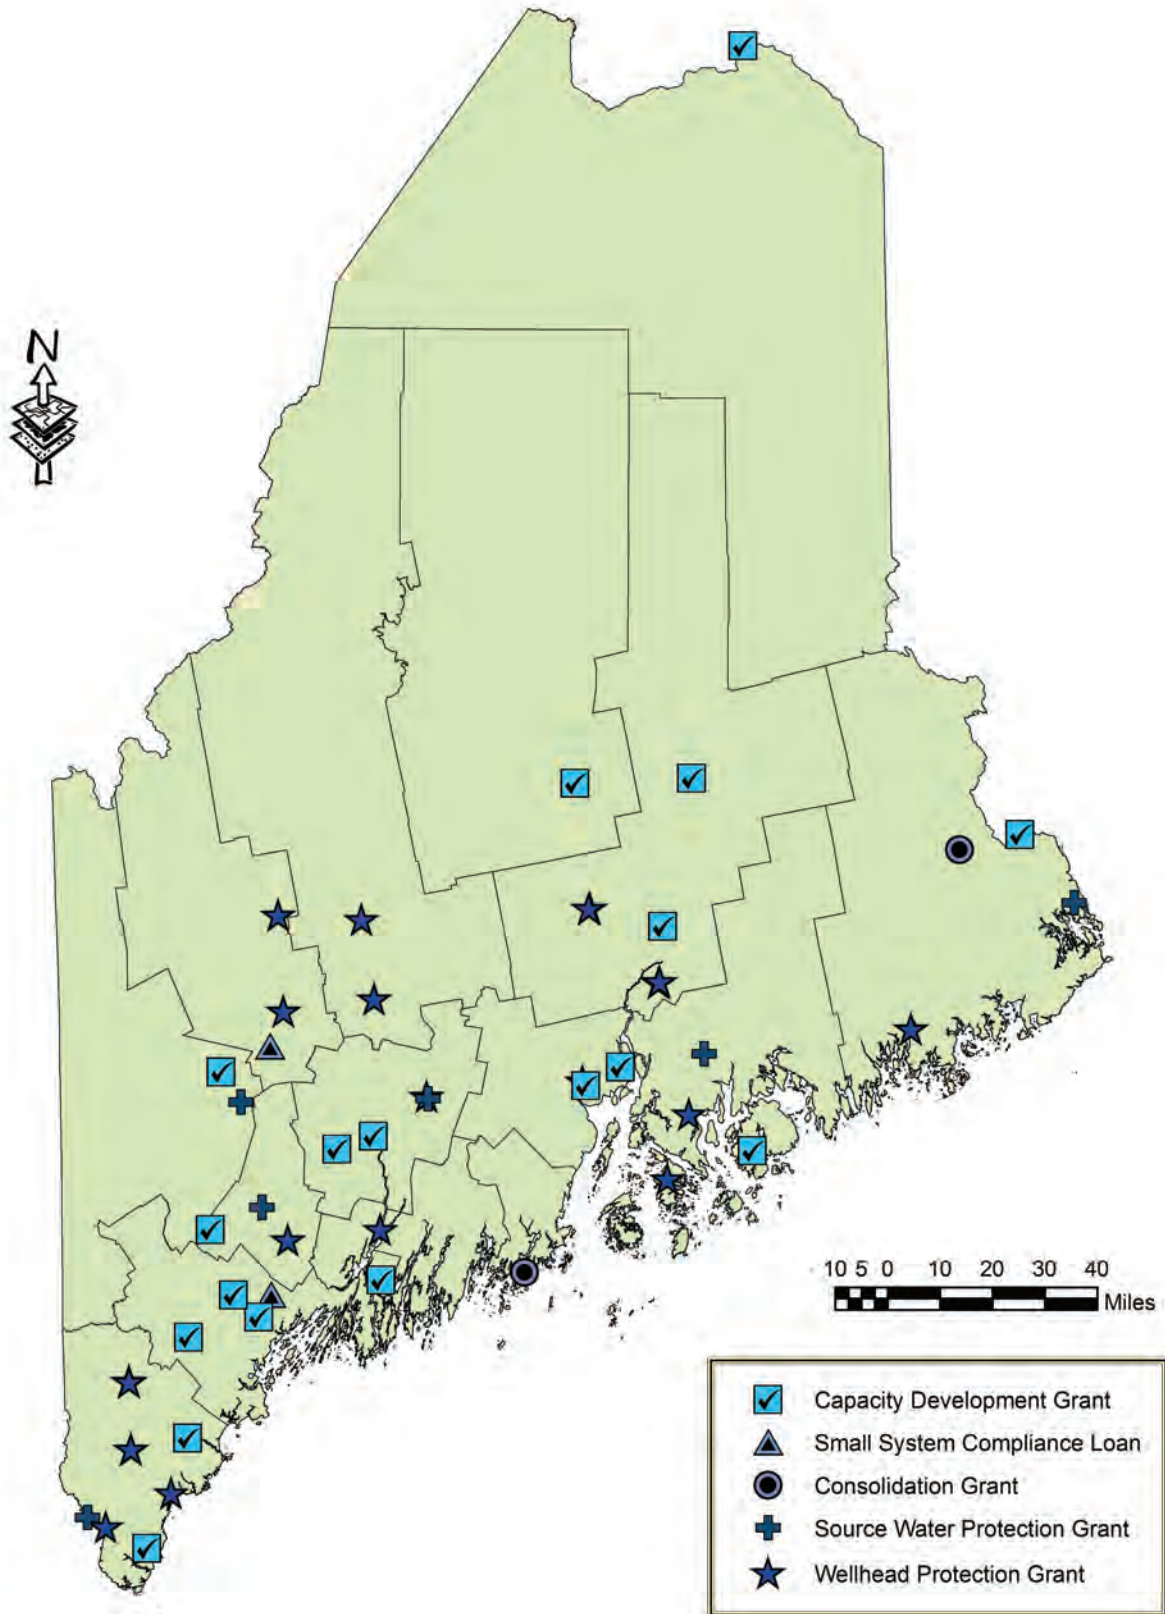 N
10 5 0 10 20 30 40
Miles
Capacity Development Grant
Small System Compliance Loan
Consolidation Grant
Source Water Protection Grant
Wellhead Protection Grant